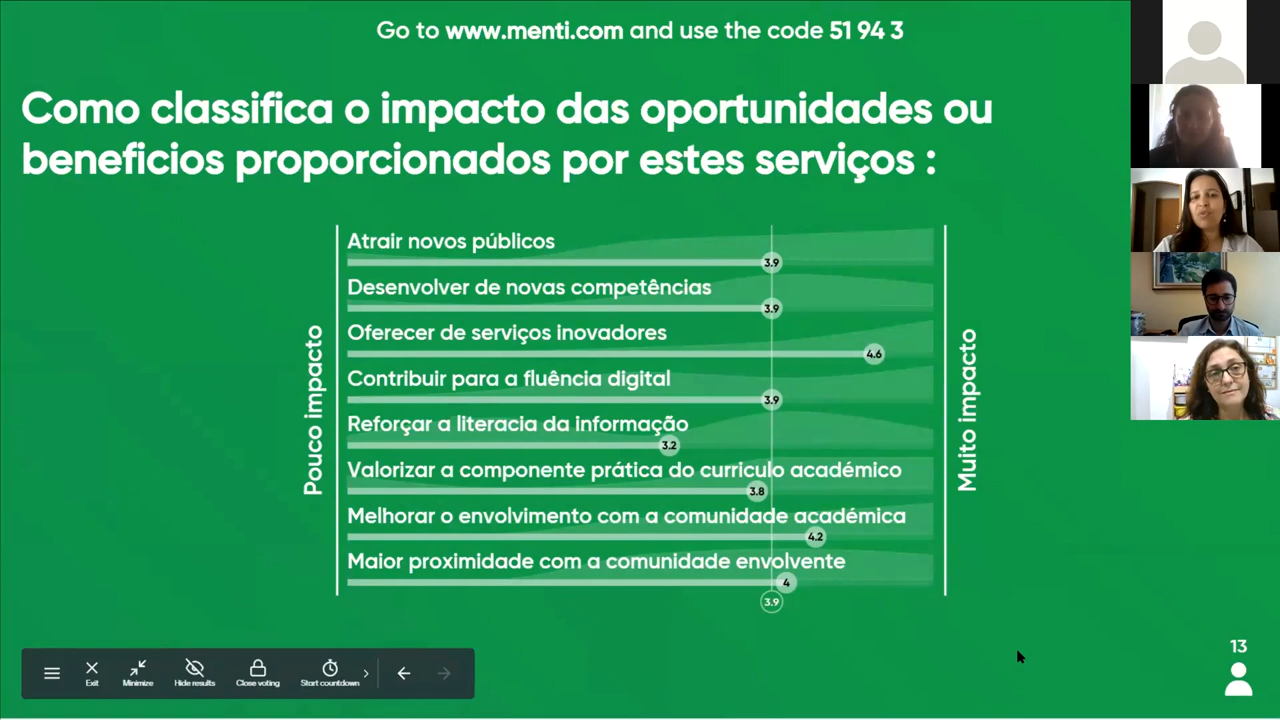 Go to www.menti.com and use the code 51 94 3
Como classifica o impacto das oportunidades ou
beneficios proporcionados por estes serviços :
Pouco impacto
Atrair novos públicos
3.9
Desenvolver de novas competências
3.9
Oferecer de serviços inovadores
4.6
Contribuir para a fluência digital
3.9
Reforçar a literacia da informação
3.2
Valorizar a componente prática do curriculo académico
3.8
Melhorar o envolvimento com a comunidade académica
4.2
Maior proximidade com a comunidade envolvente
4
3.9
Muito impacto
Exit
Minimize
Hide results
Close voting
Start countdown
13